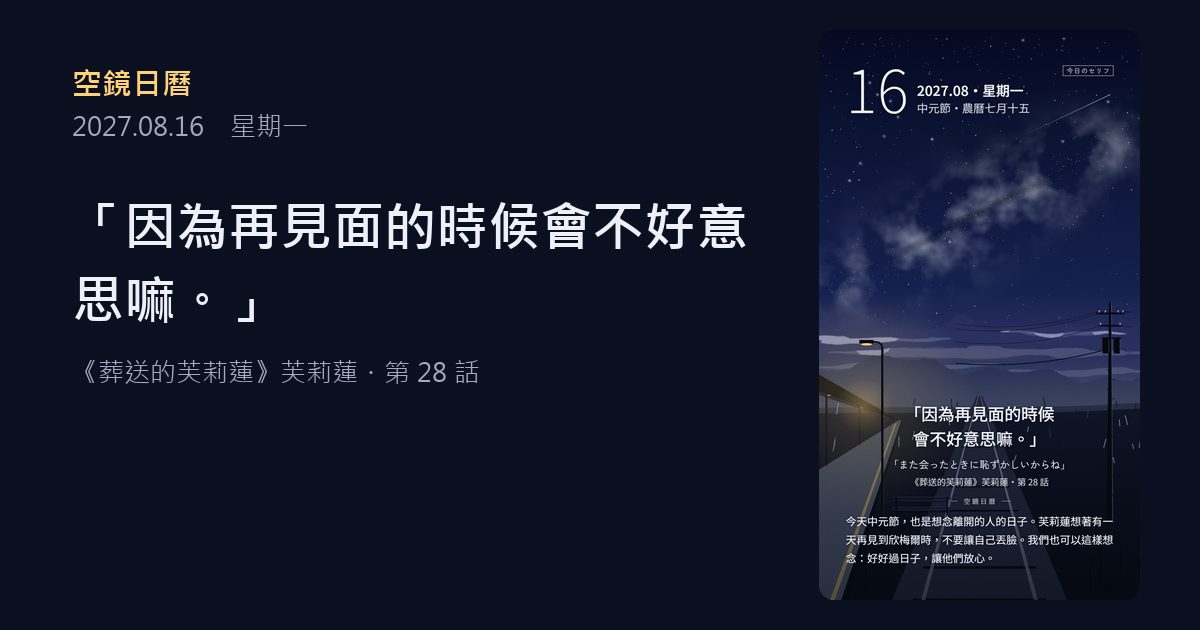 空鏡日曆
2027.08.16 星期一
「因為再見面的時候會不好意
思嘛。」
《葬送的芙莉蓮》芙莉蓮・第 28 話
16
2027.08・星期一
中元節・農曆七月十五
今日のセリフ
「因為再見面的時候
會不好意思嘛。」
「また会ったときに恥ずかしいからね」
《葬送的芙莉蓮》芙莉蓮・第 28 話
空鏡日曆
今天中元節，也是想念離開的人的日子。芙莉蓮想著有一
天再見到欣梅爾時，不要讓自己丟臉。我們也可以這樣想
念：好好過日子，讓他們放心。